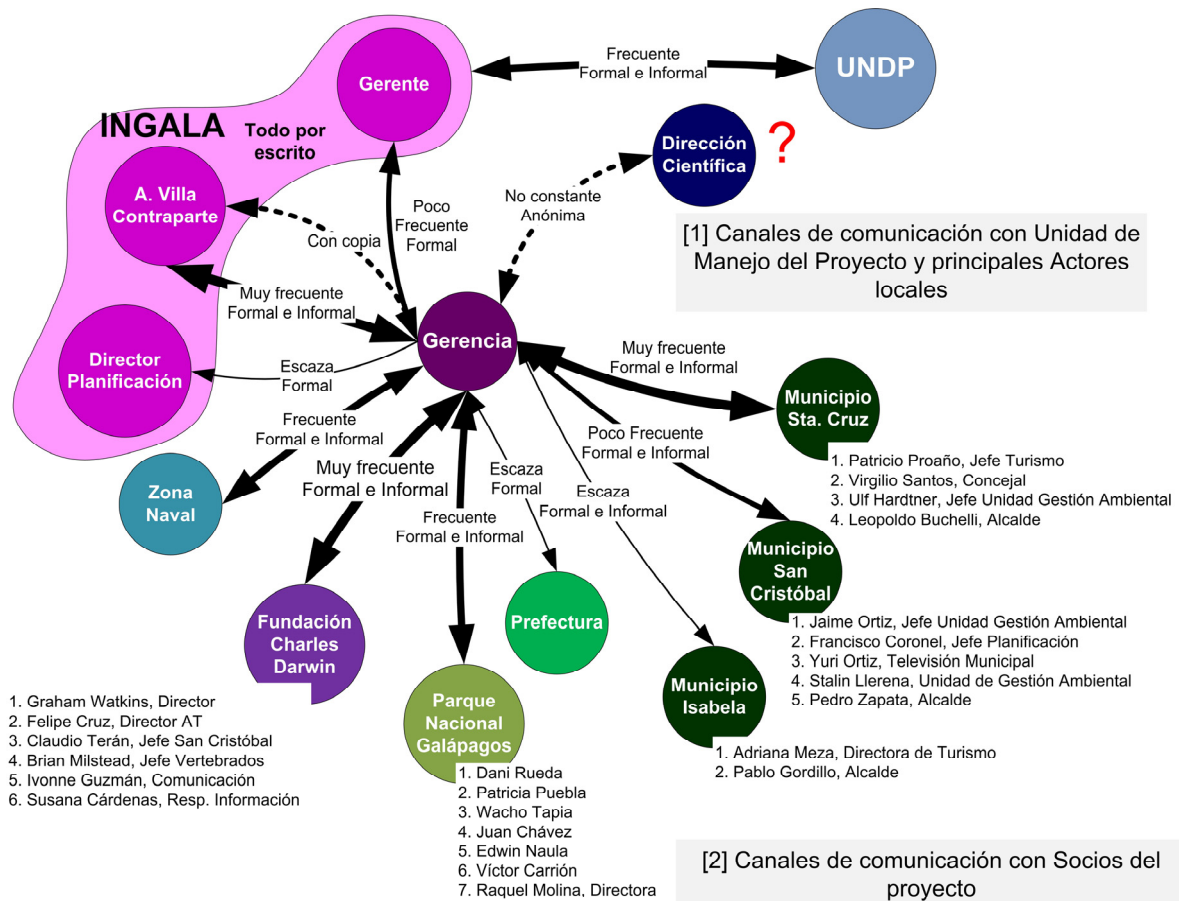 Frecuente
Formal e Informal
UNDP
Gerente
INGALA
Todo por
escrito
Dirección
Científica
?
A. Villa
Contraparte
No constante
Anónima
Poco
Frecuente
Formal
Con copia
[1] Canales de comunicación con Unidad de
Manejo del Proyecto y principales Actores
locales
Muy frecuente
Formal e Informal
Gerencia
Director
Planificación
Escaza
Formal
Muy frecuente
Formal e Informal
Municipio
Sta. Cruz
Frecuente
Formal e Informal
Poco Frecuente
Formal e Informal
1. Patricio Proaño, Jefe Turismo
2. Virgilio Santos, Concejal
3. Ulf Hardtner, Jefe Unidad Gestión Ambiental
4. Leopoldo Buchelli, Alcalde
Zona
Naval
Muy frecuente
Formal e Informal
Escaza
Formal
Escaza
Formal e Informal
Frecuente
Formal e Informal
Municipio
San
Cristóbal
1. Jaime Ortiz, Jefe Unidad Gestión Ambiental
2. Francisco Coronel, Jefe Planificación
3. Yuri Ortiz, Televisión Municipal
4. Stalin Llerena, Unidad de Gestión Ambiental
5. Pedro Zapata, Alcalde
Fundación
Charles
Darwin
Prefectura
1. Graham Watkins, Director
2. Felipe Cruz, Director AT
3. Claudio Terán, Jefe San Cristóbal
4. Brian Milstead, Jefe Vertebrados
5. Ivonne Guzmán, Comunicación
6. Susana Cárdenas, Resp. Información
Parque
Nacional
Galápagos
1. Dani Rueda
2. Patricia Puebla
3. Wacho Tapia
4. Juan Chávez
5. Edwin Naula
6. Víctor Carrión
7. Raquel Molina, Directora
Municipio
Isabela
1. Adriana Meza, Directora de Turismo
2. Pablo Gordillo, Alcalde
[2] Canales de comunicación con Socios del
proyecto